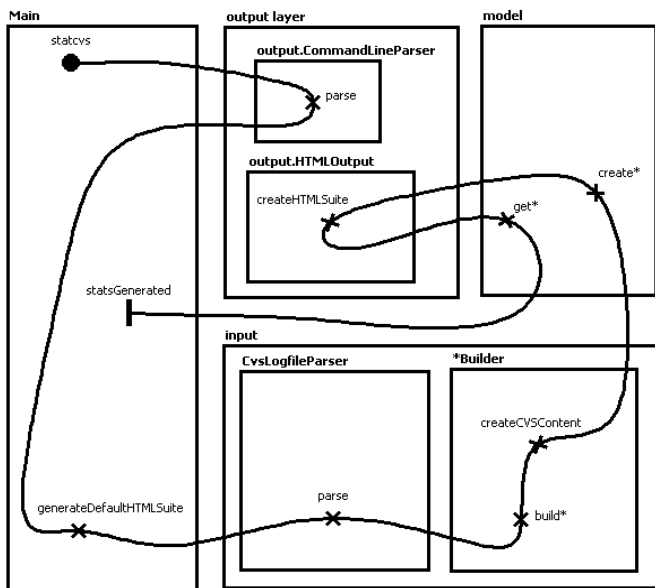 Main
output layer
model
statcvs
output.CommandLineParser
parse
output.HTMLOutput
createHTMLSuite
get*
create*
statsGenerated
input
CvsLogfileParser
*Builder
createCVSContent
generateDefaultHTMLSuite
parse
build*